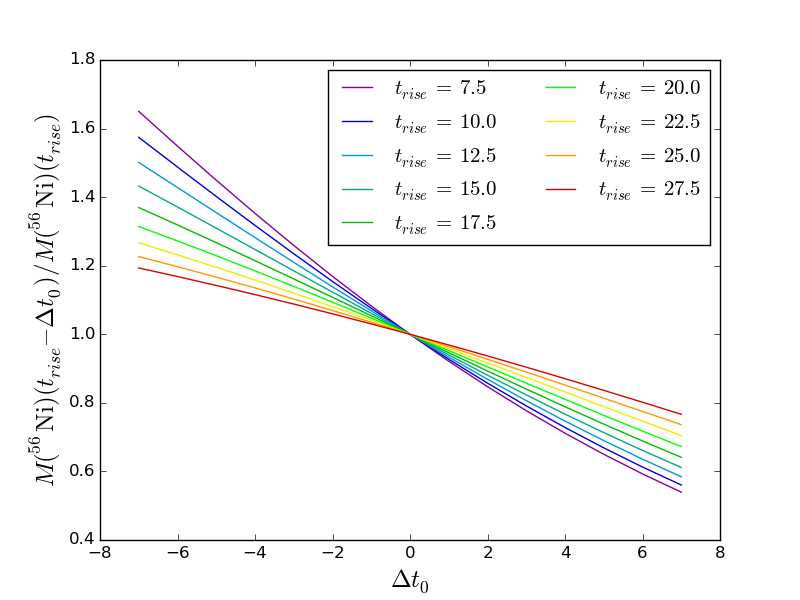 1.8
1.6
1.4
1.2
1.0
0.8
0.6
0.4
−8
−6
−4
−2
0
2
4
6
8
Δt₀
M(⁵⁶Ni)(t_rise−Δt₀)/M(⁵⁶Ni)(t_rise)
t_rise = 7.5
t_rise = 10.0
t_rise = 12.5
t_rise = 15.0
t_rise = 17.5
t_rise = 20.0
t_rise = 22.5
t_rise = 25.0
t_rise = 27.5